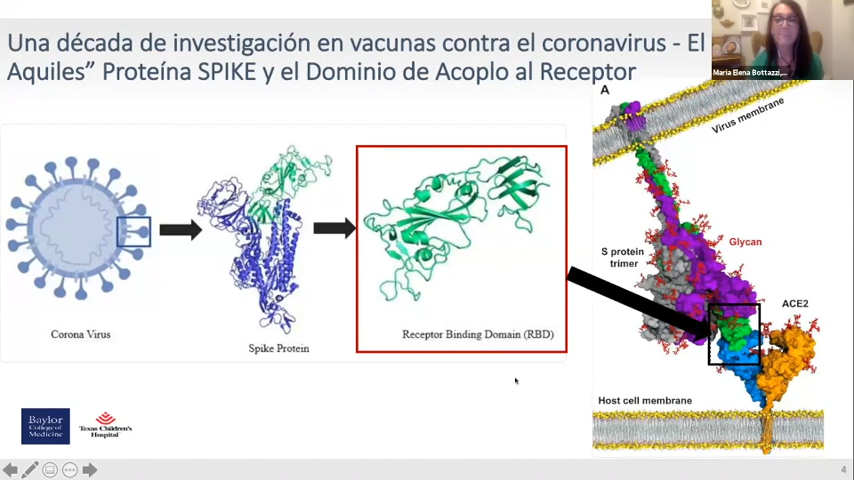 Una década de investigación en vacunas contra el coronavirus - El
Aquiles” Proteína SPIKE y el Dominio de Acoplo al Receptor
Maria Elena Bottazzi,...
A
Virus membrane
Glycan
S protein
trimer
ACE2
Corona Virus
Spike Protein
Receptor Binding Domain (RBD)
Host cell membrane
Baylor
College of
Medicine
Texas Children's
Hospital
4